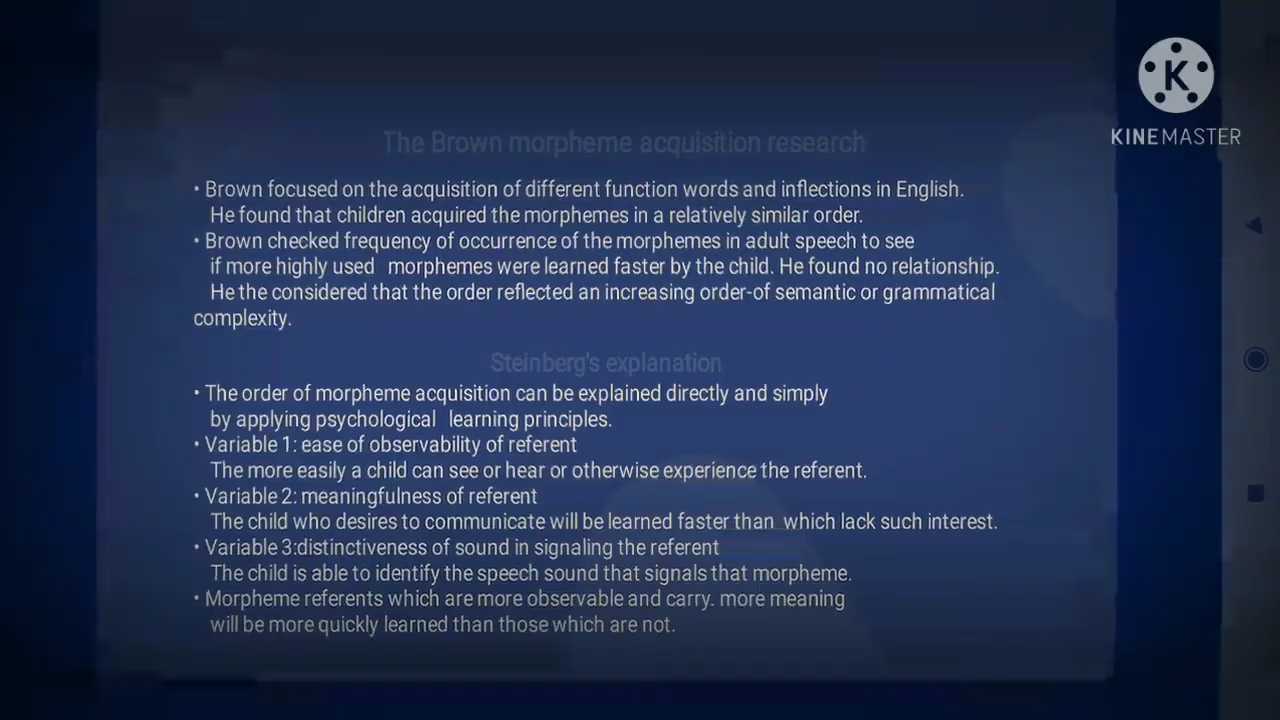 KINEMASTER
The Brown morpheme acquisition research
• Brown focused on the acquisition of different function words and inflections in English.
He found that children acquired the morphemes in a relatively similar order.
• Brown checked frequency of occurrence of the morphemes in adult speech to see
if more highly used morphemes were learned faster by the child. He found no relationship.
He the considered that the order reflected an increasing order-of semantic or grammatical
complexity.
Steinberg's explanation
• The order of morpheme acquisition can be explained directly and simply
by applying psychological learning principles.
• Variable 1: ease of observability of referent
The more easily a child can see or hear or otherwise experience the referent.
• Variable 2: meaningfulness of referent
The child who desires to communicate will be learned faster than which lack such interest.
• Variable 3:distinctiveness of sound in signaling the referent
The child is able to identify the speech sound that signals that morpheme.
• Morpheme referents which are more observable and carry. more meaning
will be more quickly learned than those which are not.